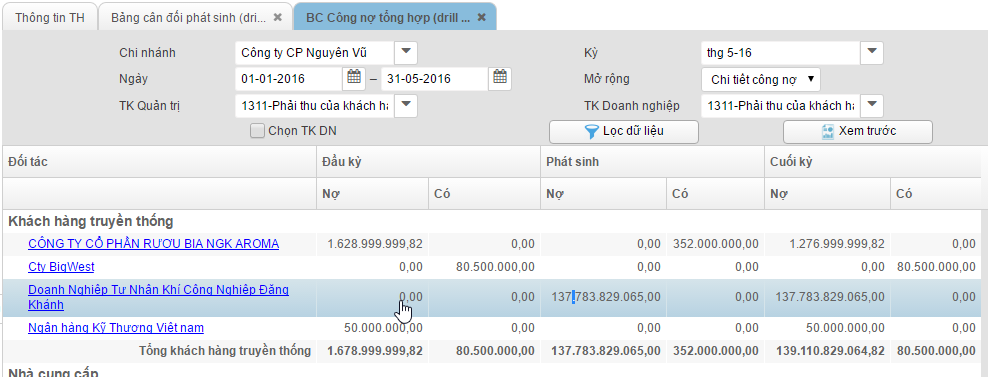 Thông tin TH
Bảng cân đối phát sinh (dri...
BC Công nợ tổng hợp (drill ...
Chi nhánh Công ty CP Nguyên Vũ Kỳ thg 5-16
Ngày 01-01-2016 – 31-05-2016 Mở rộng Chi tiết công nợ
TK Quản trị 1311-Phải thu của khách hà TK Doanh nghiệp 1311-Phải thu của khách hà
Chọn TK DN Lọc dữ liệu Xem trước
Đối tác Đầu kỳ Phát sinh Cuối kỳ
Nợ Có Nợ Có Nợ Có
Khách hàng truyền thống
CÔNG TY CỔ PHẦN RƯỢU BIA NGK AROMA 1.628.999.999,82 0,00 0,00 352.000.000,00 1.276.999.999,82 0,00
Cty BigWest 0,00 80.500.000,00 0,00 0,00 0,00 80.500.000,00
Doanh Nghiệp Tư Nhân Khí Công Nghiệp Đăng
Khánh 0,00 0,00 137.783.829.065,00 0,00 137.783.829.065,00 0,00
Ngân hàng Kỹ Thương Việt nam 50.000.000,00 0,00 0,00 0,00 50.000.000,00 0,00
Tổng khách hàng truyền thống 1.678.999.999,82 80.500.000,00 137.783.829.065,00 352.000.000,00 139.110.829.064,82 80.500.000,00
Nhà cung cấp